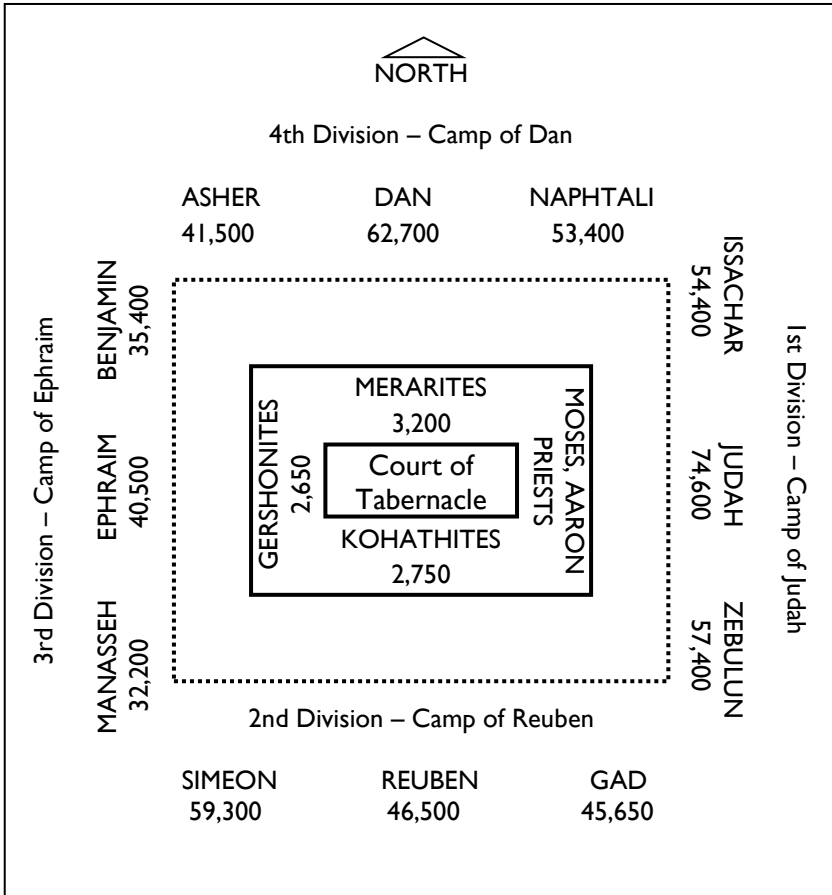 NORTH
4th Division – Camp of Dan
ASHER
41,500
DAN
62,700
NAPHTALI
53,400
3rd Division – Camp of Ephraim
BENJAMIN
35,400
EPHRAIM
40,500
MANASSEH
32,200
MERARITES
3,200
GERSHONITES
2,650
Court of
Tabernacle
MOSES, AARON
PRIESTS
KOHATHITES
2,750
ISSACHAR
54,400
JUDAH
74,600
ZEBULUN
57,400
1st Division – Camp of Judah
2nd Division – Camp of Reuben
SIMEON
59,300
REUBEN
46,500
GAD
45,650